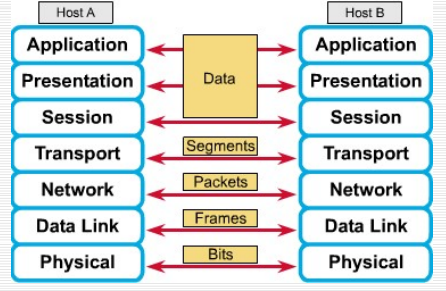 Host A Host B
Application Application
Presentation Data Presentation
Session Session
Transport Segments Transport
Network Packets Network
Data Link Frames Data Link
Physical Bits Physical